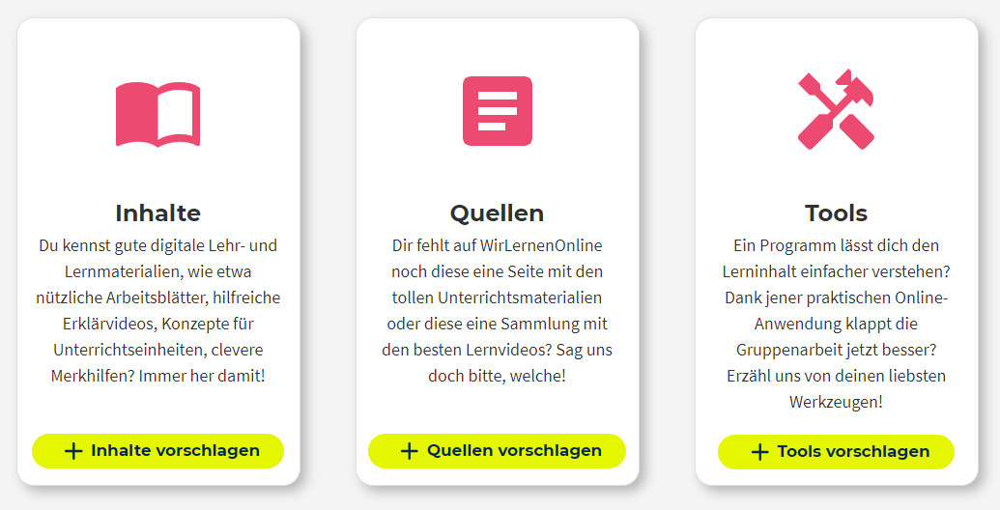 Inhalte
Du kennst gute digitale Lehr- und
Lernmaterialien, wie etwa
nützliche Arbeitsblätter, hilfreiche
Erklärvideos, Konzepte für
Unterrichtseinheiten, clevere
Merkhilfen? Immer her damit!
+ Inhalte vorschlagen
Quellen
Dir fehlt auf WirLernenOnline
noch diese eine Seite mit den
tollen Unterrichtsmaterialien
oder diese eine Sammlung mit
den besten Lernvideos? Sag uns
doch bitte, welche!
+ Quellen vorschlagen
Tools
Ein Programm lässt dich den
Lerninhalt einfacher verstehen?
Dank jener praktischen Online-
Anwendung klappt die
Gruppenarbeit jetzt besser?
Erzähl uns von deinen liebsten
Werkzeugen!
+ Tools vorschlagen